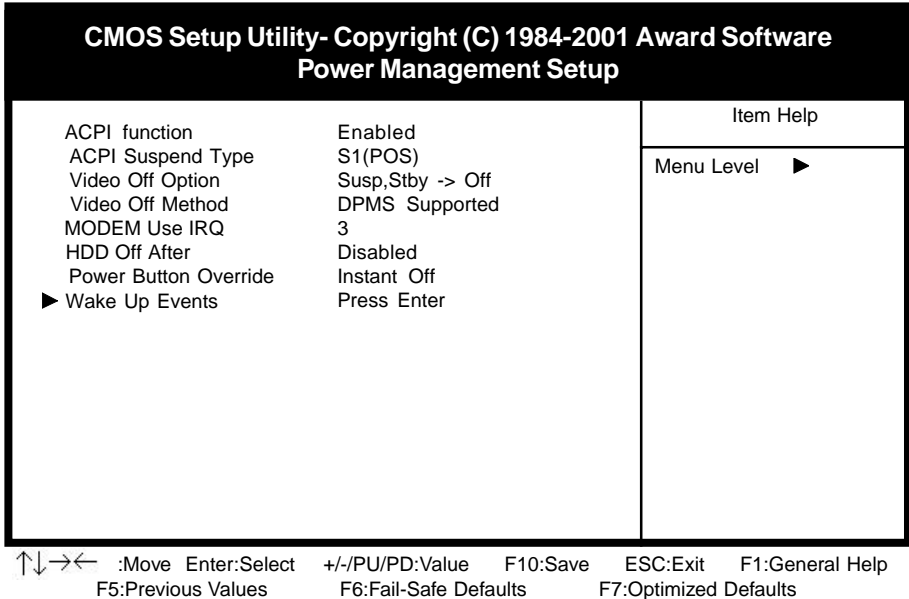 CMOS Setup Utility- Copyright (C) 1984-2001 Award Software
Power Management Setup
ACPI function Enabled
ACPI Suspend Type S1(POS)
Video Off Option Susp,Stby -> Off
Video Off Method DPMS Supported
MODEM Use IRQ 3
HDD Off After Disabled
Power Button Override Instant Off
▶ Wake Up Events Press Enter
Item Help
Menu Level ▶
↑↓→← :Move Enter:Select +/-/PU/PD:Value F10:Save ESC:Exit F1:General Help
F5:Previous Values F6:Fail-Safe Defaults F7:Optimized Defaults